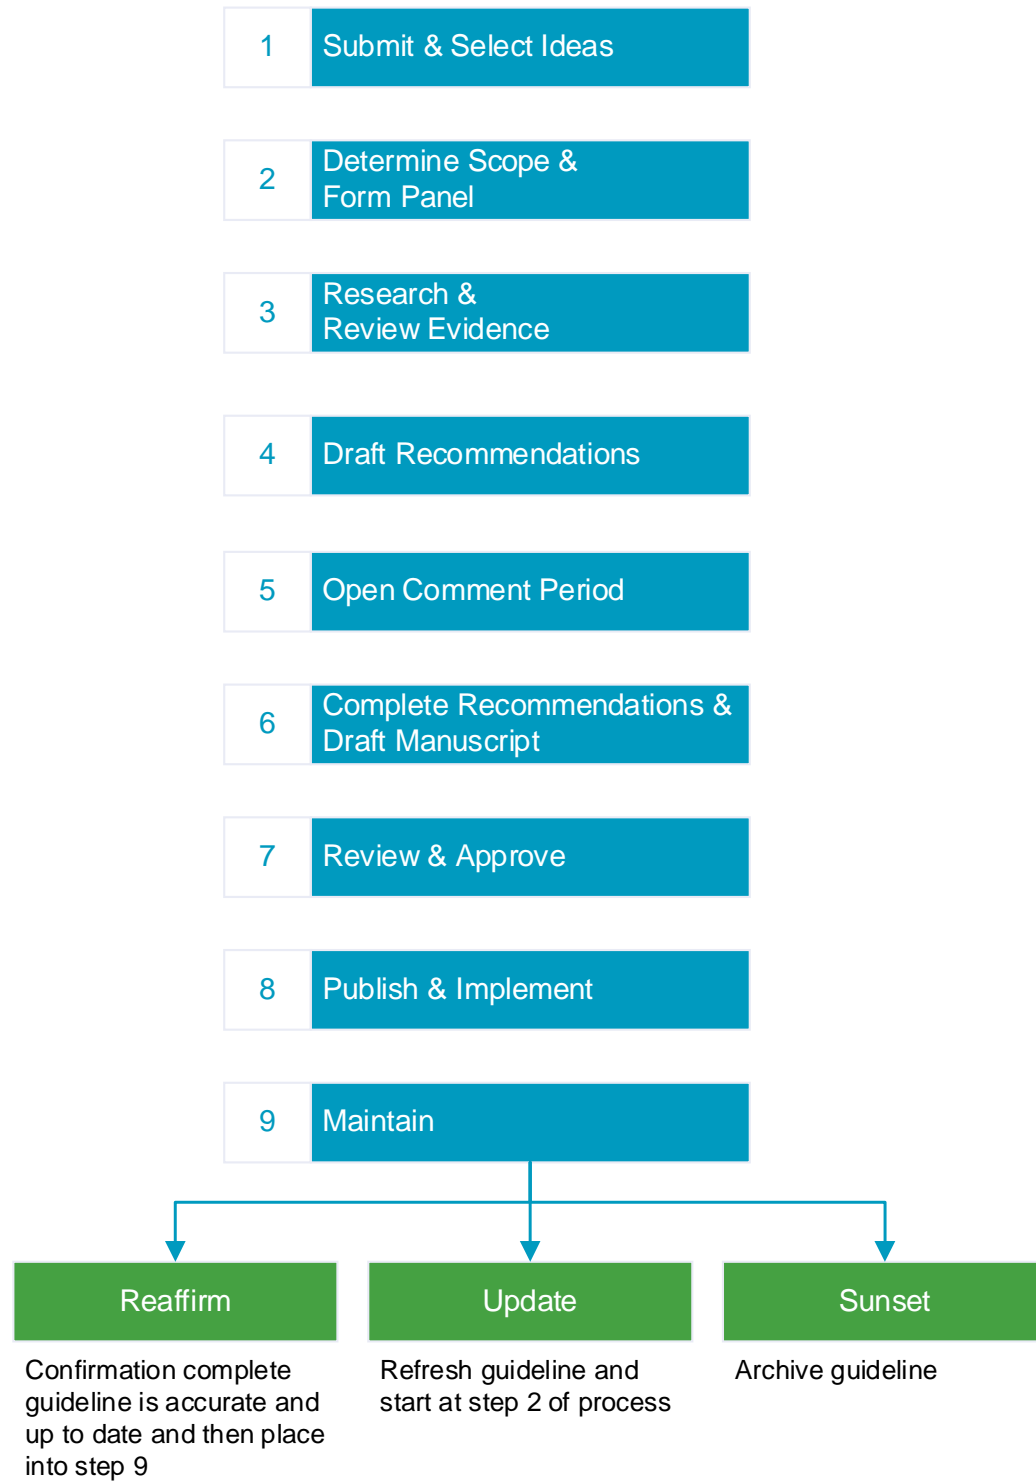 1 Submit & Select Ideas
2 Determine Scope &
Form Panel
3 Research &
Review Evidence
4 Draft Recommendations
5 Open Comment Period
6 Complete Recommendations &
Draft Manuscript
7 Review & Approve
8 Publish & Implement
9 Maintain
Reaffirm
Confirmation complete
guideline is accurate and
up to date and then place
into step 9
Update
Refresh guideline and
start at step 2 of process
Sunset
Archive guideline